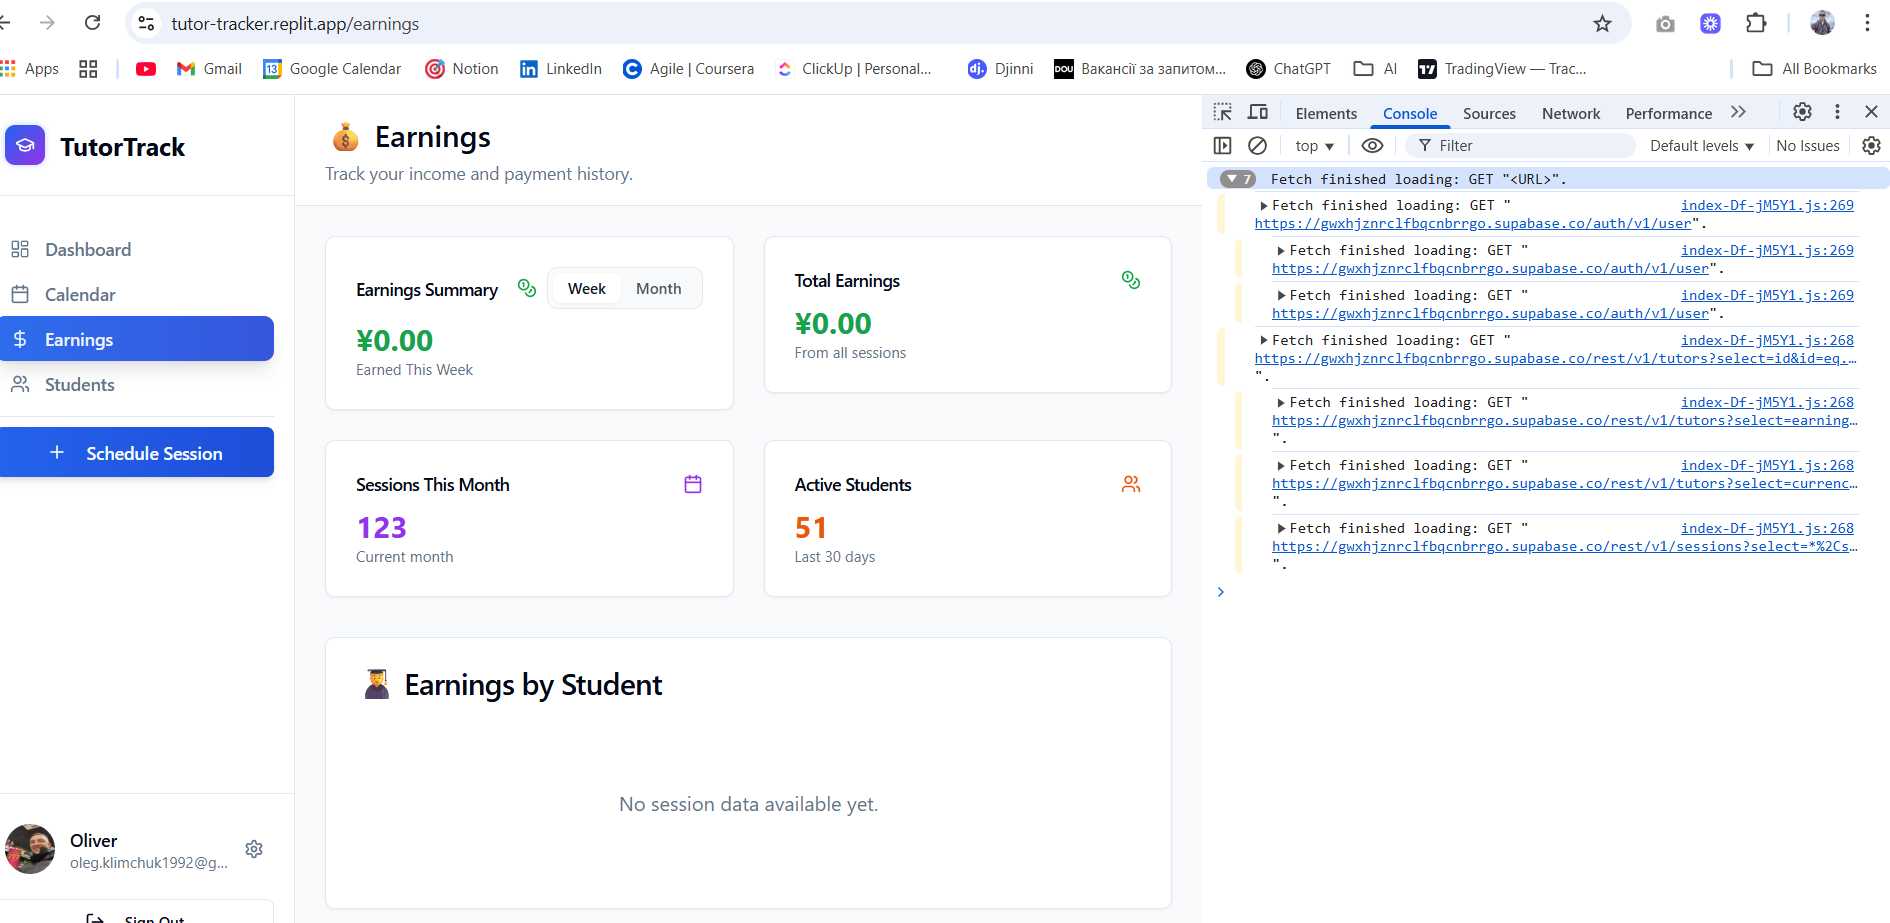 tutor-tracker.replit.app/earnings
Apps
Gmail
13 Google Calendar
Notion
LinkedIn
Agile | Coursera
ClickUp | Personal...
dj. Djinni
DOU Вакансії за запитом...
ChatGPT
AI
TradingView — Trac...
All Bookmarks
TutorTrack
Dashboard
Calendar
Earnings
Students
+ Schedule Session
Oliver
oleg.klimchuk1992@g...
Sign Out
Earnings
Track your income and payment history.
Earnings Summary
Week
Month
¥0.00
Earned This Week
Total Earnings
¥0.00
From all sessions
Sessions This Month
123
Current month
Active Students
51
Last 30 days
Earnings by Student
No session data available yet.
Elements
Console
Sources
Network
Performance
top
Filter
Default levels
No Issues
7 Fetch finished loading: GET "<URL>".
Fetch finished loading: GET " index-Df-jM5Y1.js:269
https://gwxhjznrclfbqcnbrrgo.supabase.co/auth/v1/user".
Fetch finished loading: GET " index-Df-jM5Y1.js:269
https://gwxhjznrclfbqcnbrrgo.supabase.co/auth/v1/user".
Fetch finished loading: GET " index-Df-jM5Y1.js:269
https://gwxhjznrclfbqcnbrrgo.supabase.co/auth/v1/user".
Fetch finished loading: GET " index-Df-jM5Y1.js:268
https://gwxhjznrclfbqcnbrrgo.supabase.co/rest/v1/tutors?select=id&id=eq.…
".
Fetch finished loading: GET " index-Df-jM5Y1.js:268
https://gwxhjznrclfbqcnbrrgo.supabase.co/rest/v1/tutors?select=earning…
".
Fetch finished loading: GET " index-Df-jM5Y1.js:268
https://gwxhjznrclfbqcnbrrgo.supabase.co/rest/v1/tutors?select=currenc…
".
Fetch finished loading: GET " index-Df-jM5Y1.js:268
https://gwxhjznrclfbqcnbrrgo.supabase.co/rest/v1/sessions?select=*%2Cs…
".